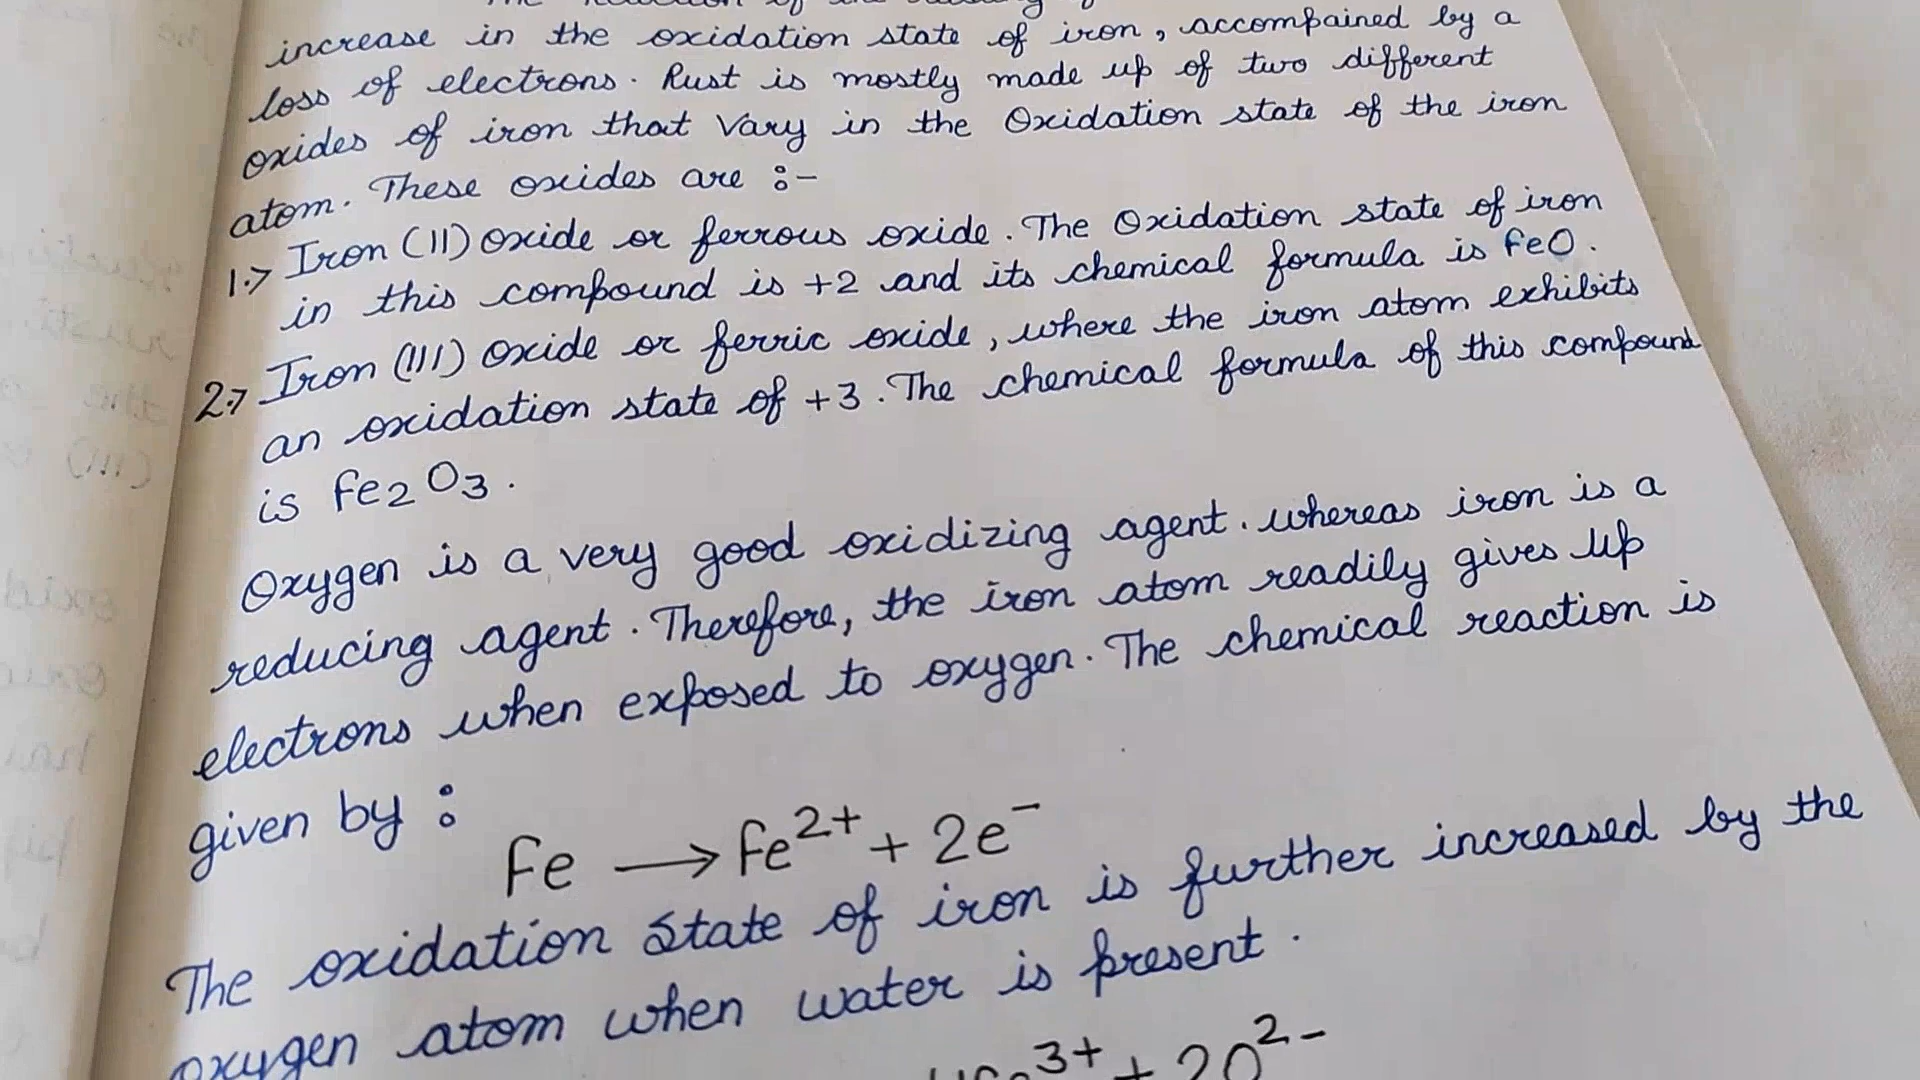 increase in the oxidation state of iron, accompained by a
loss of electrons. Rust is mostly made up of two different
oxides of iron that Vary in the Oxidation state of the iron
atom. These oxides are :-
1.> Iron (II) Oxide or ferrous oxide. The Oxidation state of iron
in this compound is +2 and its chemical formula is FeO.
2.> Iron (III) Oxide or ferric oxide, where the iron atom exhibits
an oxidation state of +3. The chemical formula of this compound
is Fe₂O₃.
Oxygen is a very good oxidizing agent. whereas iron is a
reducing agent. Therefore, the iron atom readily gives up
electrons when exposed to oxygen. The chemical reaction is
given by :
Fe ⟶ Fe²⁺ + 2e⁻
The oxidation state of iron is further increased by the
oxygen atom when water is present.
³⁺ + 2O²⁻